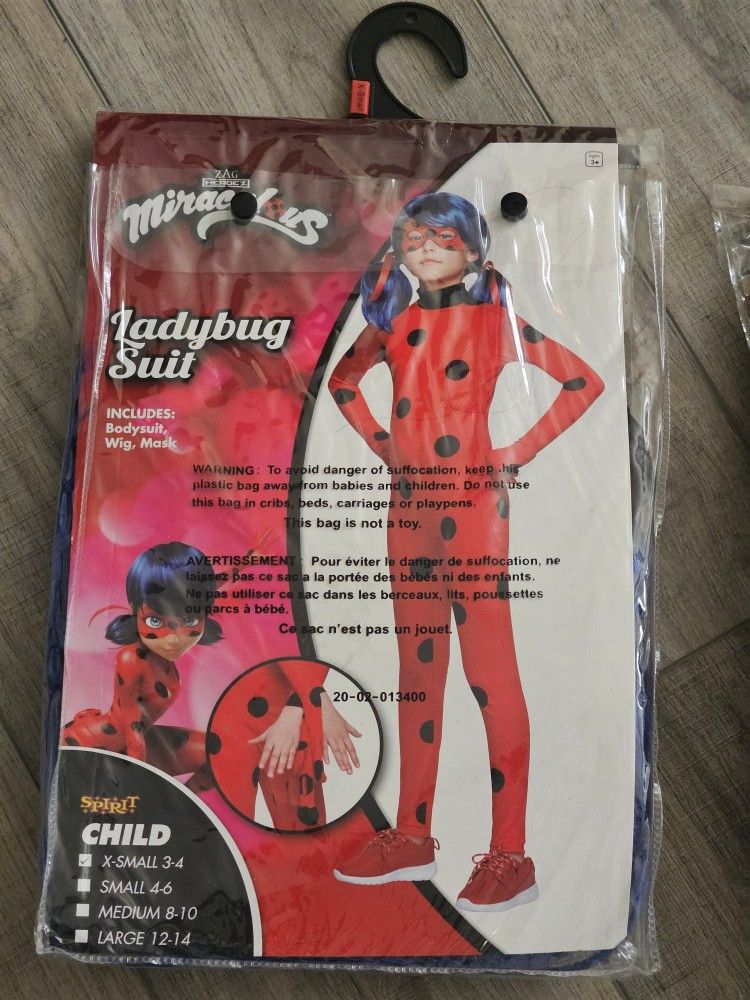 X-Small
ages
3+
ZAG
HEROEZ
Miraculous
Ladybug
Suit
INCLUDES:
Bodysuit,
Wig, Mask
WARNING: To avoid danger of suffocation, keep this
plastic bag away from babies and children. Do not use
this bag in cribs, beds, carriages or playpens.
This bag is not a toy.
AVERTISSEMENT: Pour éviter le danger de suffocation, ne
laissez pas ce sac a la portée des bébés ni des enfants.
Ne pas utiliser ce sac dans les berceaux, lits, poussettes
ou parcs à bébé.
Ce sac n'est pas un jouet.
20-02-013400
SPIRIT
CHILD
X-SMALL 3-4
SMALL 4-6
MEDIUM 8-10
LARGE 12-14